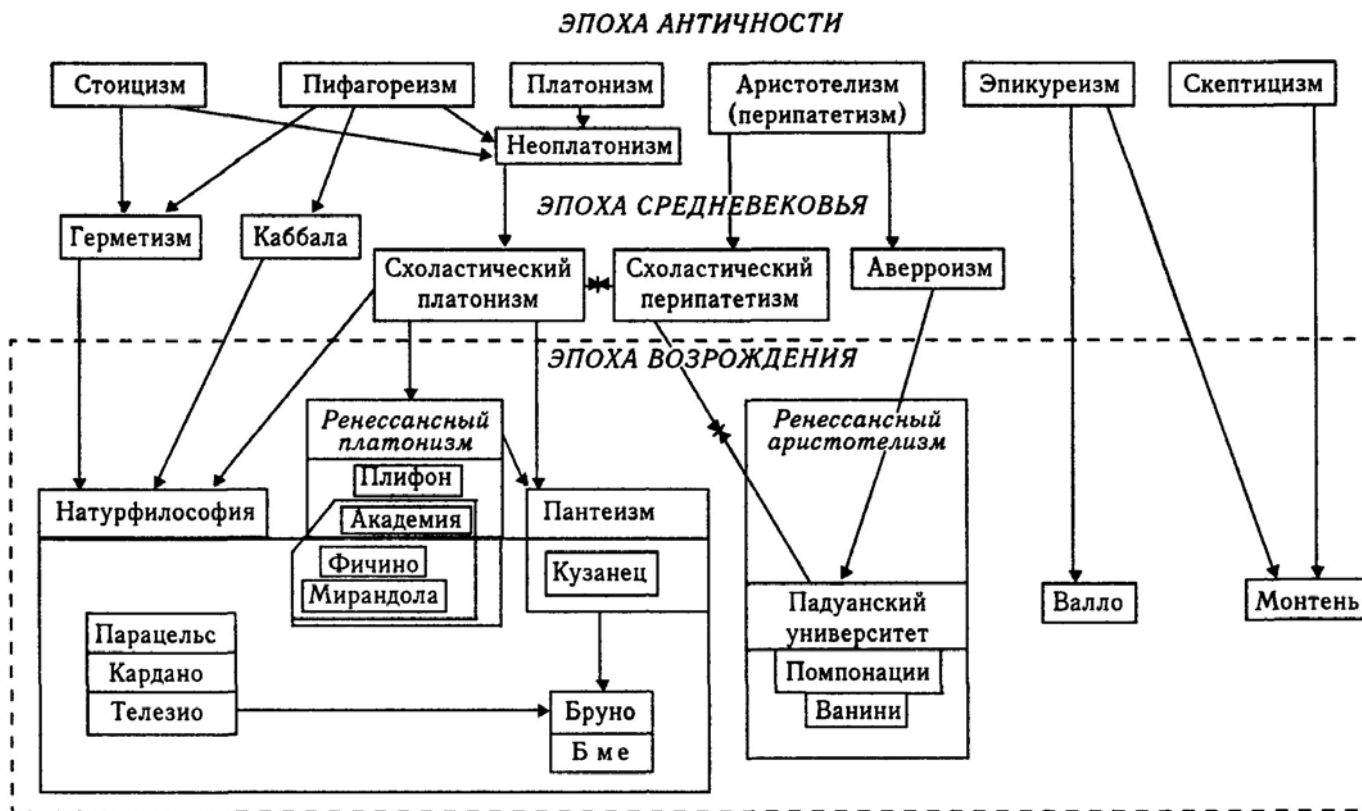 ЭПОХА АНТИЧНОСТИ
Стоицизм
Пифагореизм
Платонизм
Аристотелизм
(перипатетизм)
Эпикуреизм
Скептицизм
Неоплатонизм
ЭПОХА СРЕДНЕВЕКОВЬЯ
Герметизм
Каббала
Схоластический
платонизм
Схоластический
перипатетизм
Аверроизм
ЭПОХА ВОЗРОЖДЕНИЯ
Ренессансный
платонизм
Плифон
Академия
Фичино
Мирандола
Ренессансный
аристотелизм
Натурфилософия
Пантеизм
Кузанец
Падуанский
университет
Помпонации
Ванини
Валло
Монтень
Парацельс
Кардано
Телезио
Бруно
Б ме